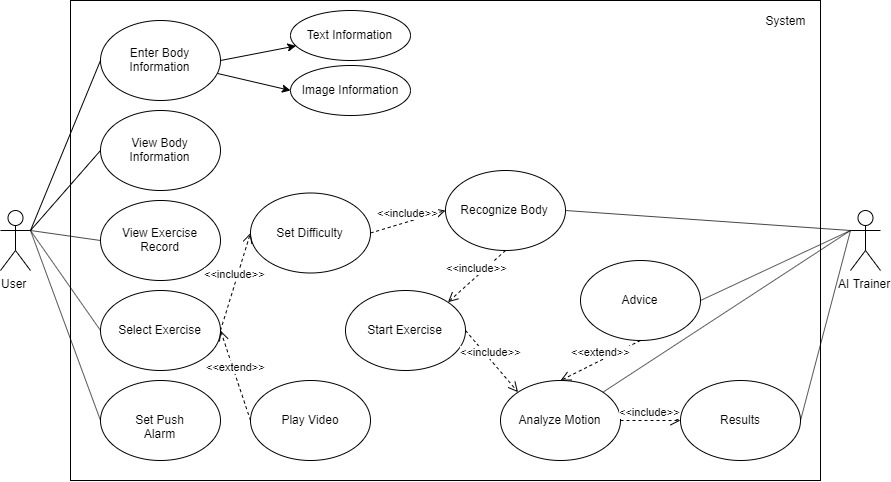 System
Enter Body
Information
Text Information
Image Information
View Body
Information
View Exercise
Record
Set Difficulty
<<include>>
Recognize Body
User
AI Trainer
<<include>>
<<include>>
Select Exercise
Start Exercise
Advice
<<extend>>
<<include>>
<<extend>>
Set Push
Alarm
Play Video
Analyze Motion
<<include>>
Results